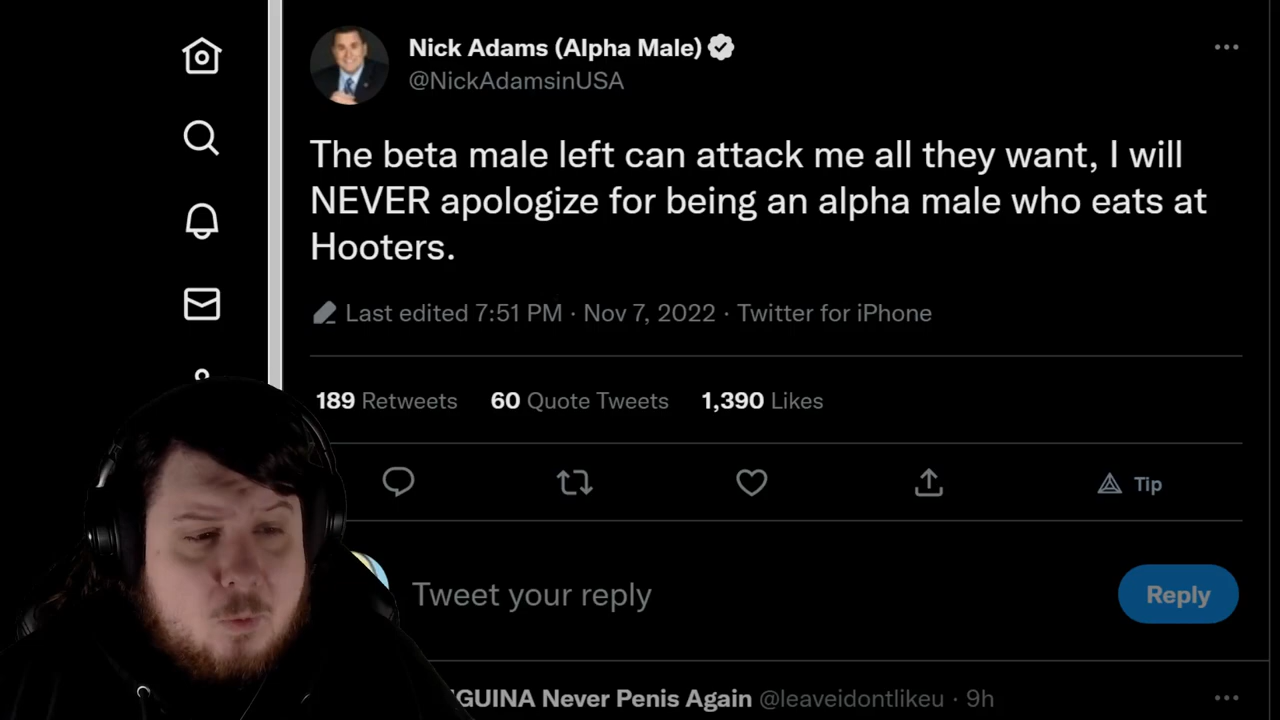 Nick Adams (Alpha Male)
@NickAdamsinUSA
The beta male left can attack me all they want, I will
NEVER apologize for being an alpha male who eats at
Hooters.
Last edited 7:51 PM · Nov 7, 2022 · Twitter for iPhone
189 Retweets 60 Quote Tweets 1,390 Likes
Tip
Tweet your reply
Reply
GUINA Never Penis Again @leaveidontlikeu · 9h